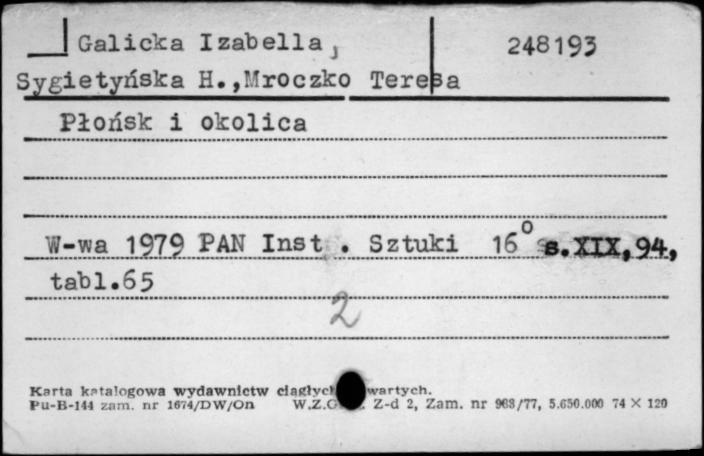 Galicka Izabella, 248193
Sygietyńska H.,Mroczko Teresa
Płońsk i okolica
W-wa 1979 PAN Inst. Sztuki 16° s.XIX,94,
tabl.65
2
Karta katalogowa wydawnictw ciągłych wartych.
Pu-B-144 zam. nr 1674/DW/On W.Z.G. Z-d 2, Zam. nr 968/77, 5.650.000 74 X 120